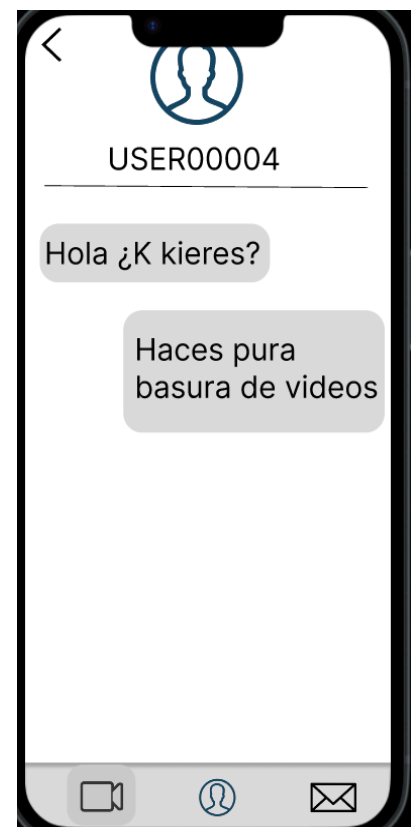 USER00004
Hola ¿K kieres?
Haces pura
basura de videos